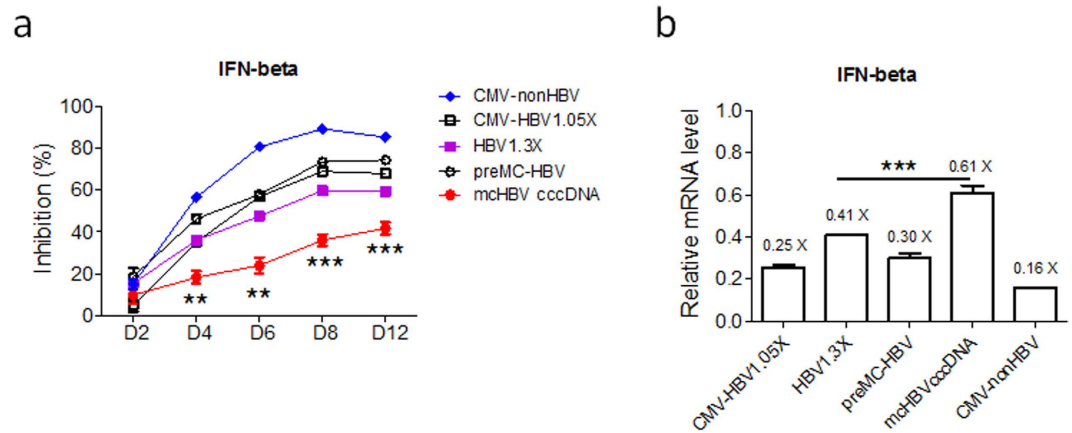 a
IFN-beta
Inhibition (%)
100
80
60
40
20
0
D2
D4
D6
D8
D12
**
**
***
***
CMV-nonHBV
CMV-HBV1.05X
HBV1.3X
preMC-HBV
mcHBV cccDNA
b
IFN-beta
Relative mRNA level
1.0
0.8
0.6
0.4
0.2
0.0
0.25 X
0.41 X
0.30 X
0.61 X
0.16 X
***
CMV-HBV1.05X
HBV1.3X
preMC-HBV
mcHBVcccDNA
CMV-nonHBV